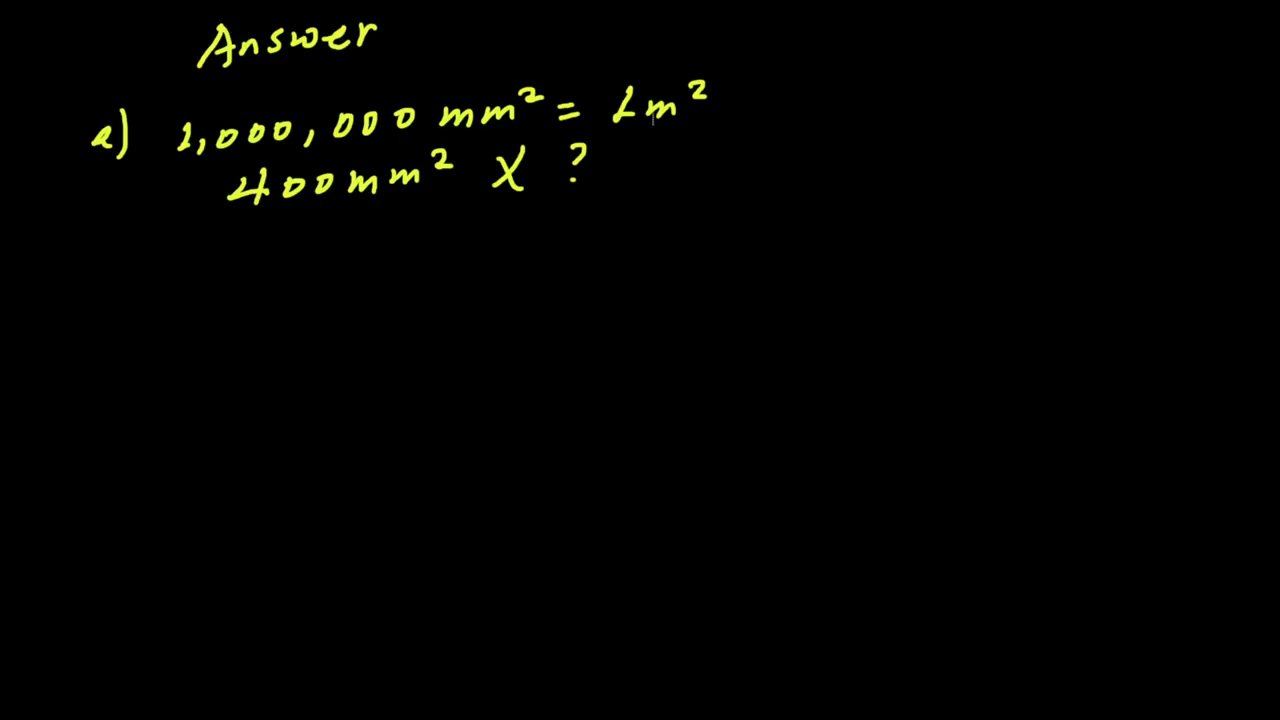 Answer
a) 1,000,000 mm² = 1m²
400mm² X ?